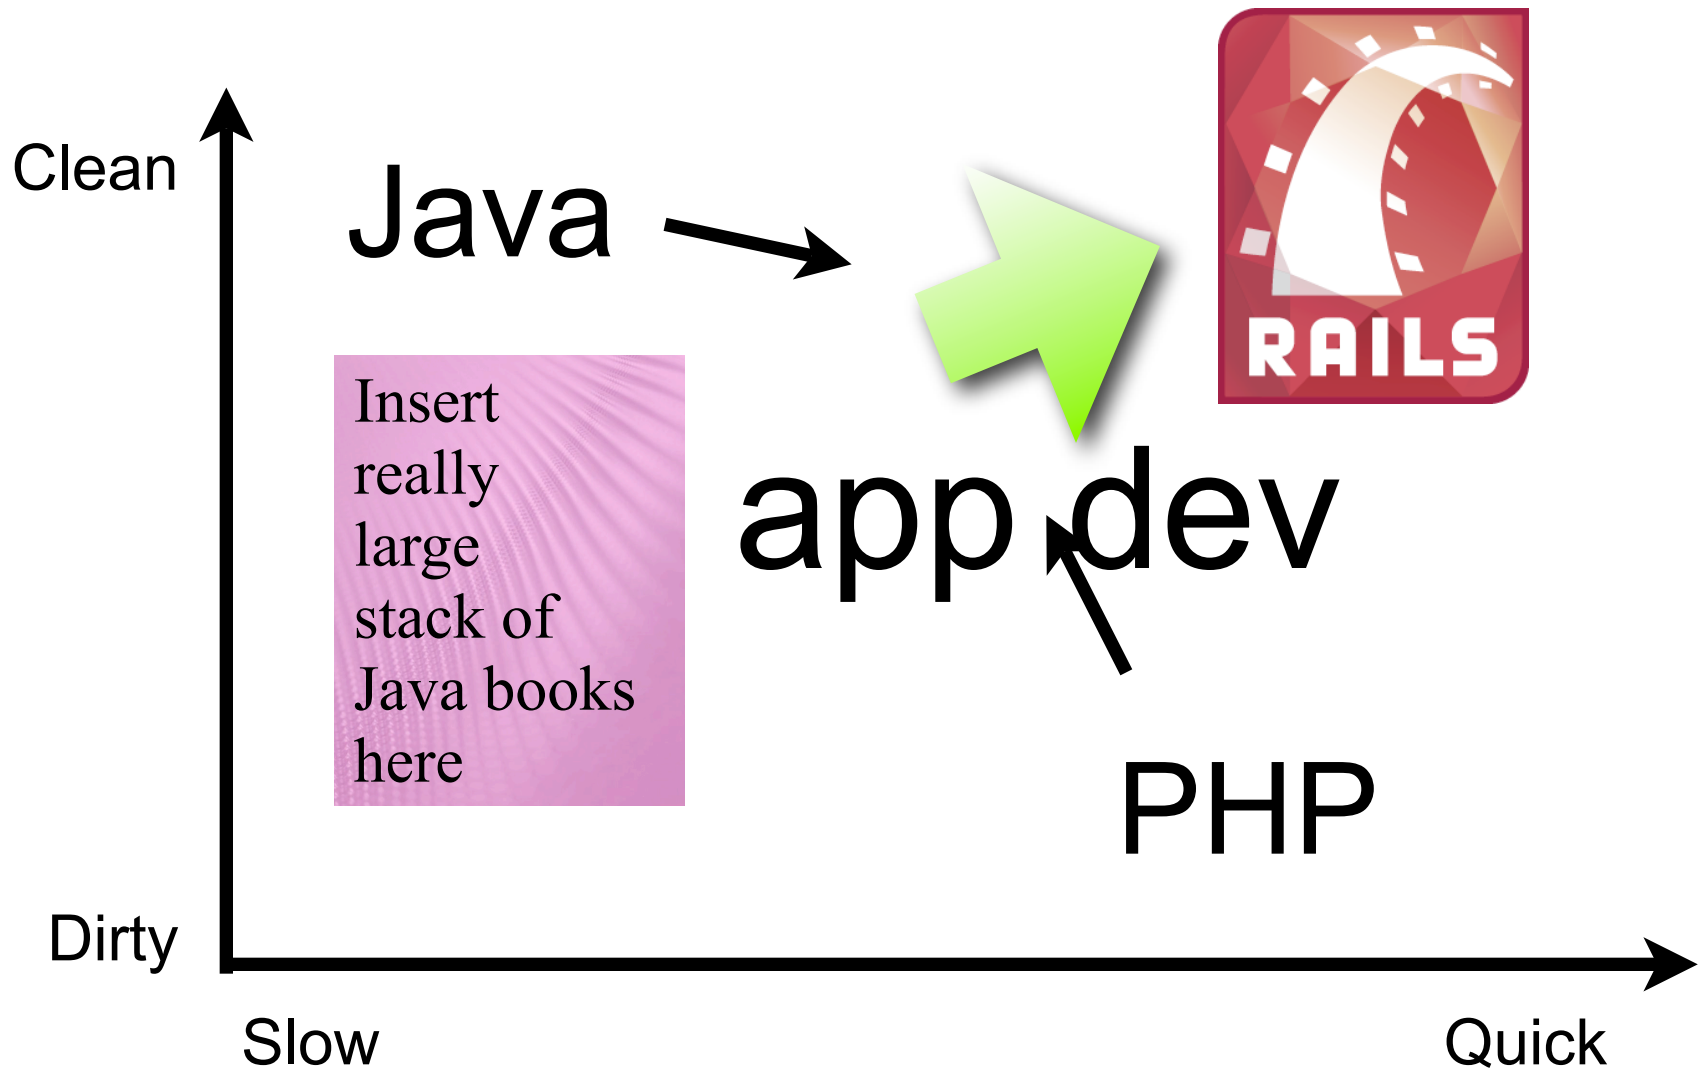 Clean
Java
RAILS
Insert
really
large
stack of
Java books
here
app dev
PHP
Dirty
Slow
Quick